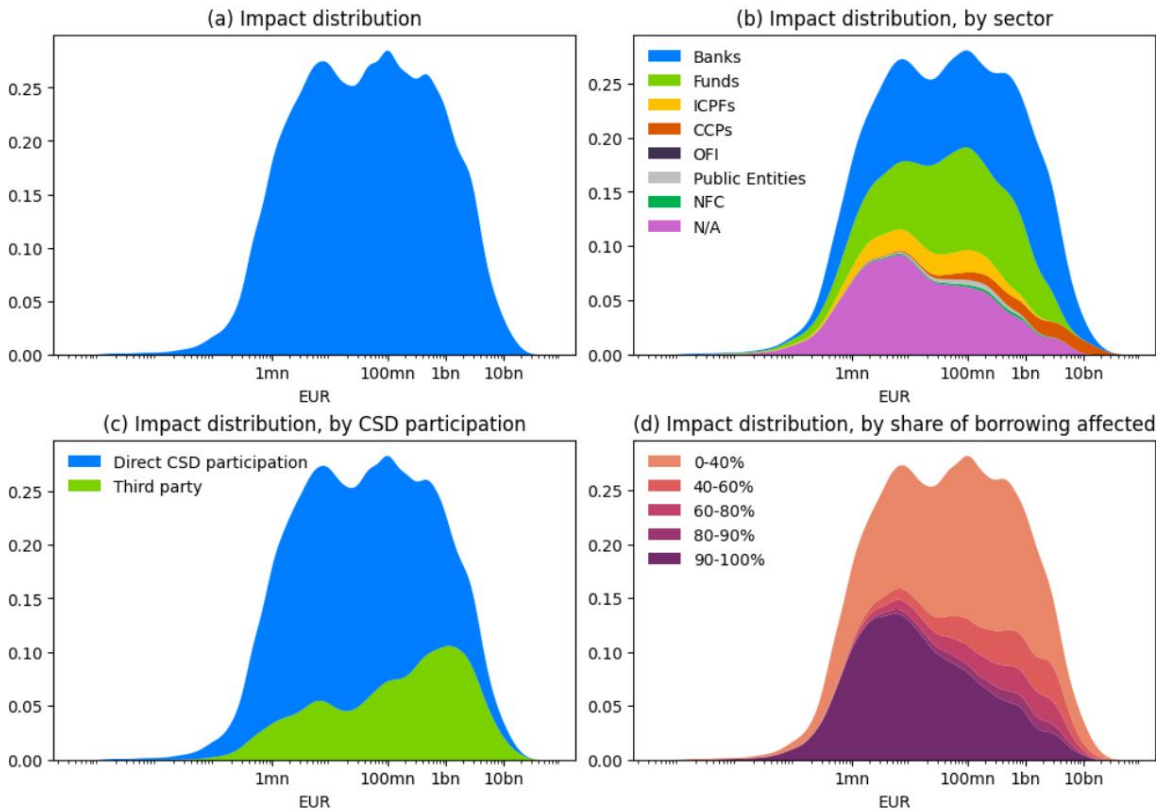 (a) Impact distribution
0.25
0.20
0.15
0.10
0.05
0.00
1mn 100mn 1bn 10bn
EUR
(b) Impact distribution, by sector
Banks
Funds
ICPFs
CCPs
OFI
Public Entities
NFC
N/A
0.25
0.20
0.15
0.10
0.05
0.00
1mn 100mn 1bn 10bn
EUR
(c) Impact distribution, by CSD participation
Direct CSD participation
Third party
0.25
0.20
0.15
0.10
0.05
0.00
1mn 100mn 1bn 10bn
EUR
(d) Impact distribution, by share of borrowing affected
0-40%
40-60%
60-80%
80-90%
90-100%
0.25
0.20
0.15
0.10
0.05
0.00
1mn 100mn 1bn 10bn
EUR